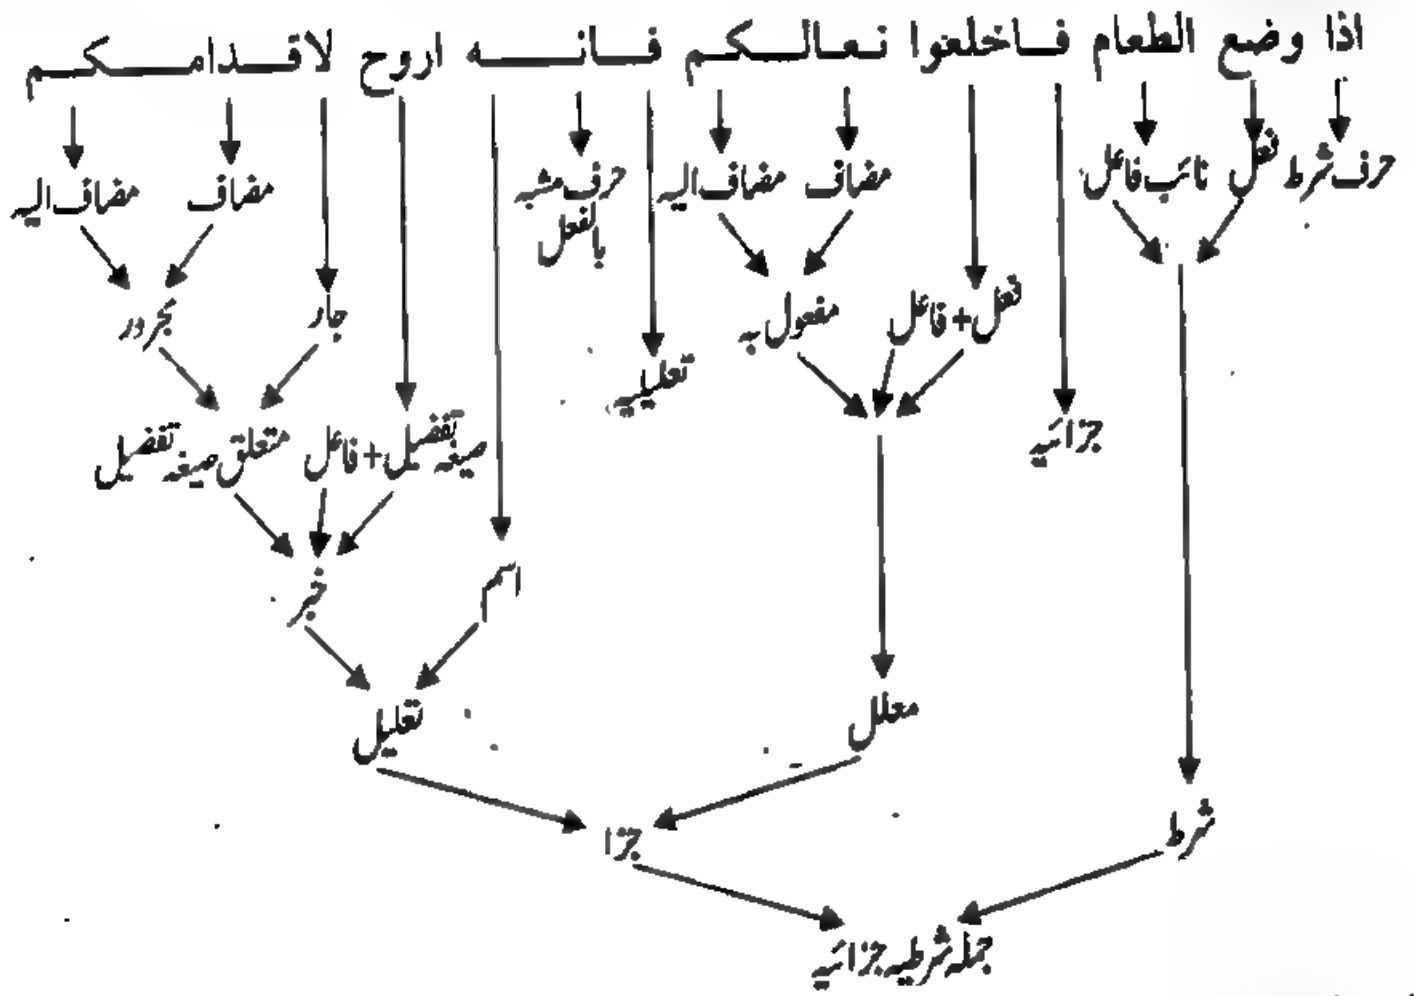 اذا وضع الطعام فاخلعوا نعالكم فانه اروح لاقدامكم
حرف شرط فعل نائب فاعل مضاف مضاف الیہ حرف مشبہ مضاف مضاف الیہ
بالفعل
فعل + فاعل مفعول بہ جار مجرور
تعلیلیہ
جزائیہ صیغہ تفضیل + فاعل متعلق صیغہ تفضیل
اسم خبر
معلل تعلیل
شرط جزا
جملہ شرطیہ جزائیہ